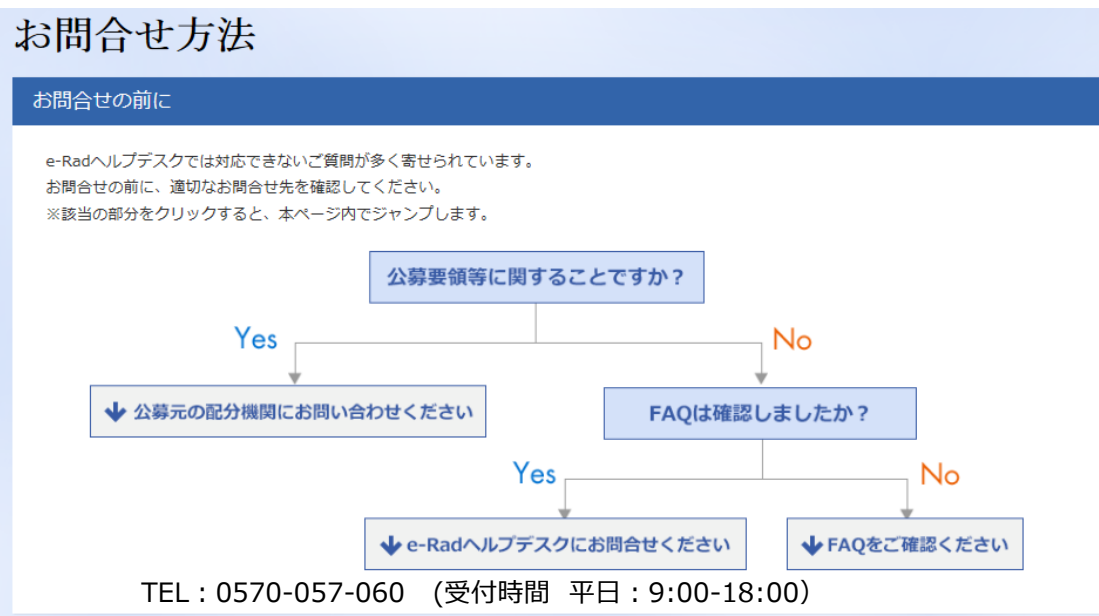 お問合せ方法
お問合せの前に
e-Radヘルプデスクでは対応できないご質問が多く寄せられています。
お問合せの前に、適切なお問合せ先を確認してください。
※該当の部分をクリックすると、本ページ内でジャンプします。
公募要領等に関することですか？
Yes
No
公募元の配分機関にお問い合わせください
FAQは確認しましたか？
Yes
No
e-Radヘルプデスクにお問合せください
FAQをご確認ください
TEL：0570-057-060　(受付時間 平日：9:00-18:00）